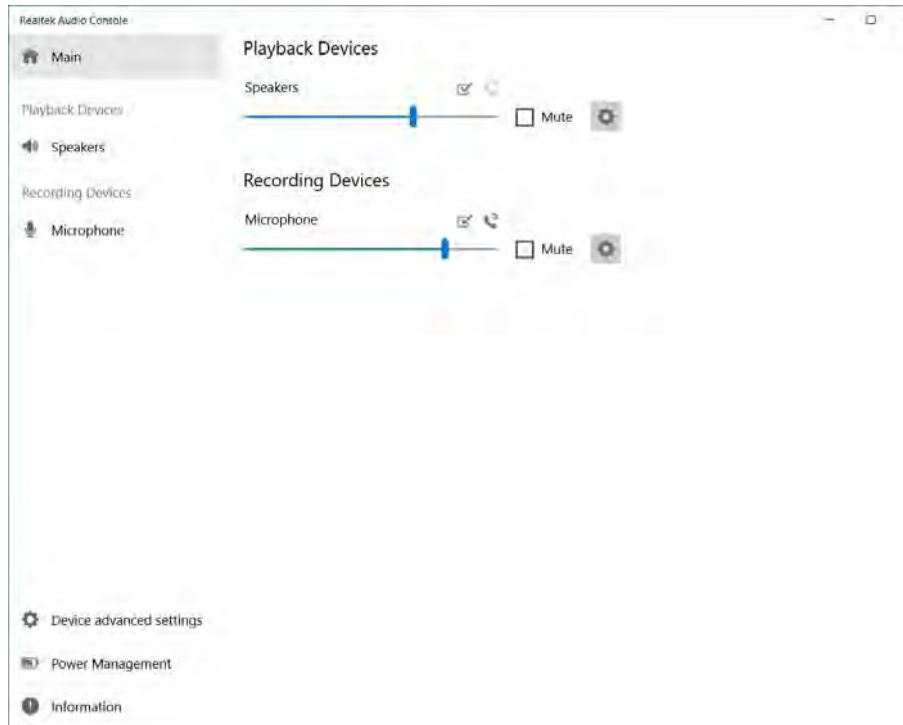 Realtek Audio Console
Main
Playback Devices
Speakers
Recording Devices
Microphone
Device advanced settings
Power Management
Information
Playback Devices
Speakers
Mute
Recording Devices
Microphone
Mute